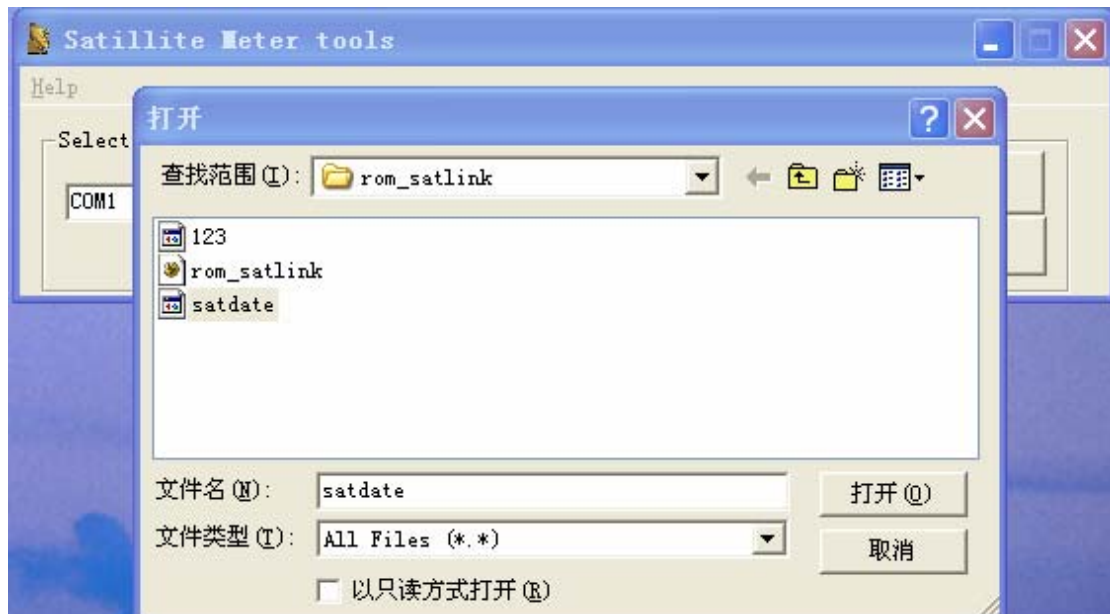 Satillite Meter tools
Help
Select
COM1
打开
查找范围(I): rom_satlink
123
rom_satlink
satdate
文件名(N): satdate 打开(O)
文件类型(T): All Files (*.*) 取消
以只读方式打开(R)